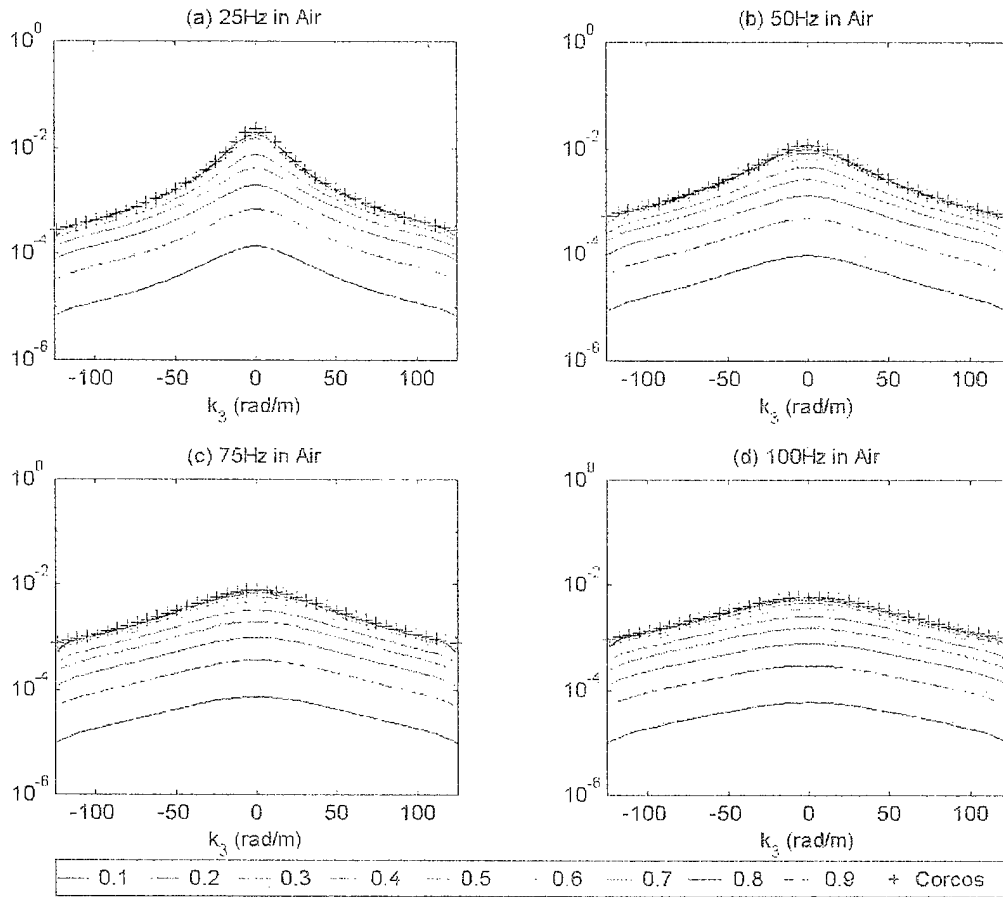 (a) 25Hz in Air
10^0
10^-2
10^-4
10^-6
-100 -50 0 50 100
k_3 (rad/m)
(b) 50Hz in Air
10^0
10^-2
10^-4
10^-6
-100 -50 0 50 100
k_3 (rad/m)
(c) 75Hz in Air
10^0
10^-2
10^-4
10^-6
-100 -50 0 50 100
k_3 (rad/m)
(d) 100Hz in Air
10^0
10^-2
10^-4
10^-6
-100 -50 0 50 100
k_3 (rad/m)
0.1 0.2 0.3 0.4 0.5 0.6 0.7 0.8 0.9 + Corcos